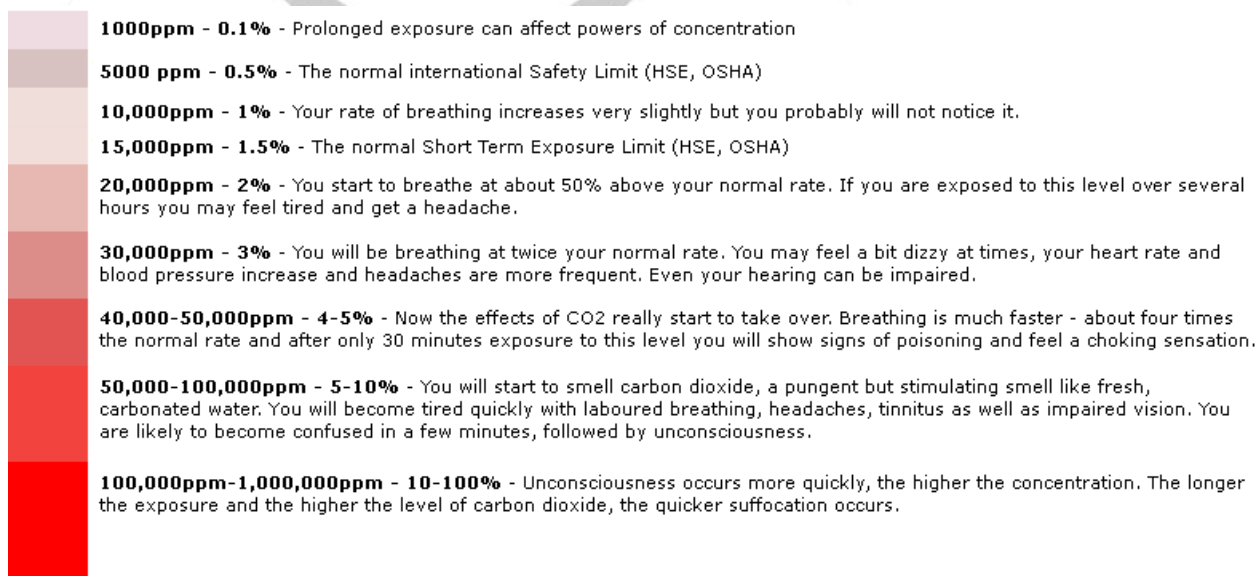 1000ppm - 0.1% - Prolonged exposure can affect powers of concentration
5000 ppm - 0.5% - The normal international Safety Limit (HSE, OSHA)
10,000ppm - 1% - Your rate of breathing increases very slightly but you probably will not notice it.
15,000ppm - 1.5% - The normal Short Term Exposure Limit (HSE, OSHA)
20,000ppm - 2% - You start to breathe at about 50% above your normal rate. If you are exposed to this level over several
hours you may feel tired and get a headache.
30,000ppm - 3% - You will be breathing at twice your normal rate. You may feel a bit dizzy at times, your heart rate and
blood pressure increase and headaches are more frequent. Even your hearing can be impaired.
40,000-50,000ppm - 4-5% - Now the effects of CO2 really start to take over. Breathing is much faster - about four times
the normal rate and after only 30 minutes exposure to this level you will show signs of poisoning and feel a choking sensation.
50,000-100,000ppm - 5-10% - You will start to smell carbon dioxide, a pungent but stimulating smell like fresh,
carbonated water. You will become tired quickly with laboured breathing, headaches, tinnitus as well as impaired vision. You
are likely to become confused in a few minutes, followed by unconsciousness.
100,000ppm-1,000,000ppm - 10-100% - Unconsciousness occurs more quickly, the higher the concentration. The longer
the exposure and the higher the level of carbon dioxide, the quicker suffocation occurs.